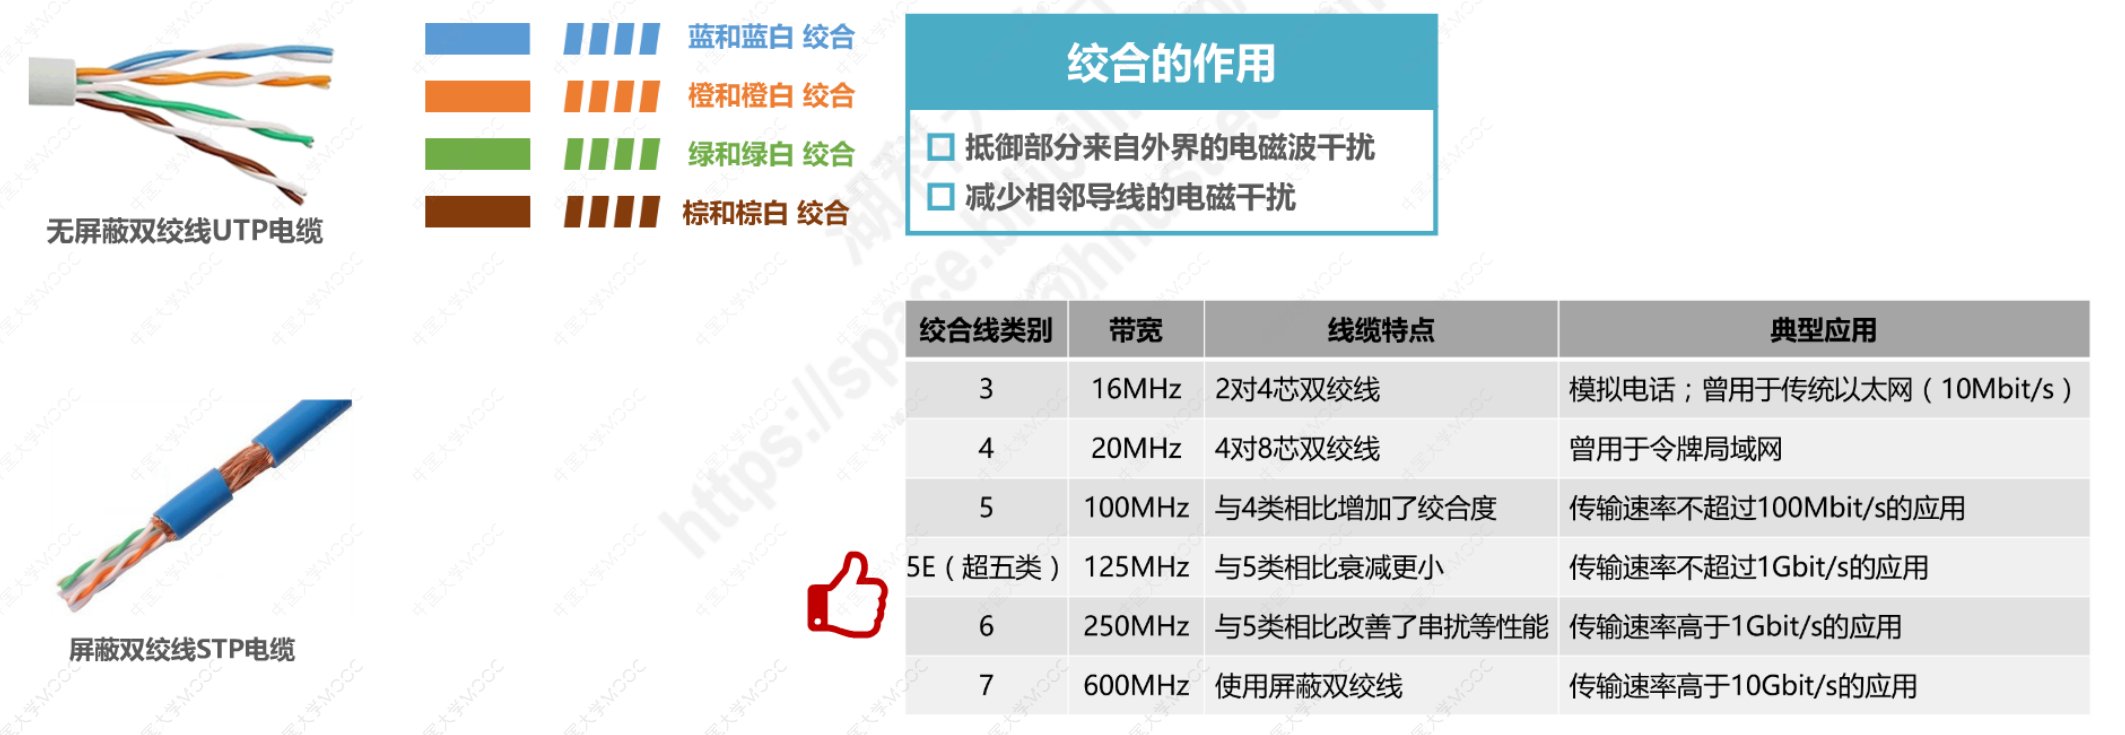 蓝和蓝白 绞合
橙和橙白 绞合
绿和绿白 绞合
棕和棕白 绞合
无屏蔽双绞线UTP电缆
屏蔽双绞线STP电缆
绞合的作用
抵御部分来自外界的电磁波干扰
减少相邻导线的电磁干扰
绞合线类别 带宽 线缆特点 典型应用
3 16MHz 2对4芯双绞线 模拟电话；曾用于传统以太网（10Mbit/s）
4 20MHz 4对8芯双绞线 曾用于令牌局域网
5 100MHz 与4类相比增加了绞合度 传输速率不超过100Mbit/s的应用
5E（超五类） 125MHz 与5类相比衰减更小 传输速率不超过1Gbit/s的应用
6 250MHz 与5类相比改善了串扰等性能 传输速率高于1Gbit/s的应用
7 600MHz 使用屏蔽双绞线 传输速率高于10Gbit/s的应用
中国大学MOOC